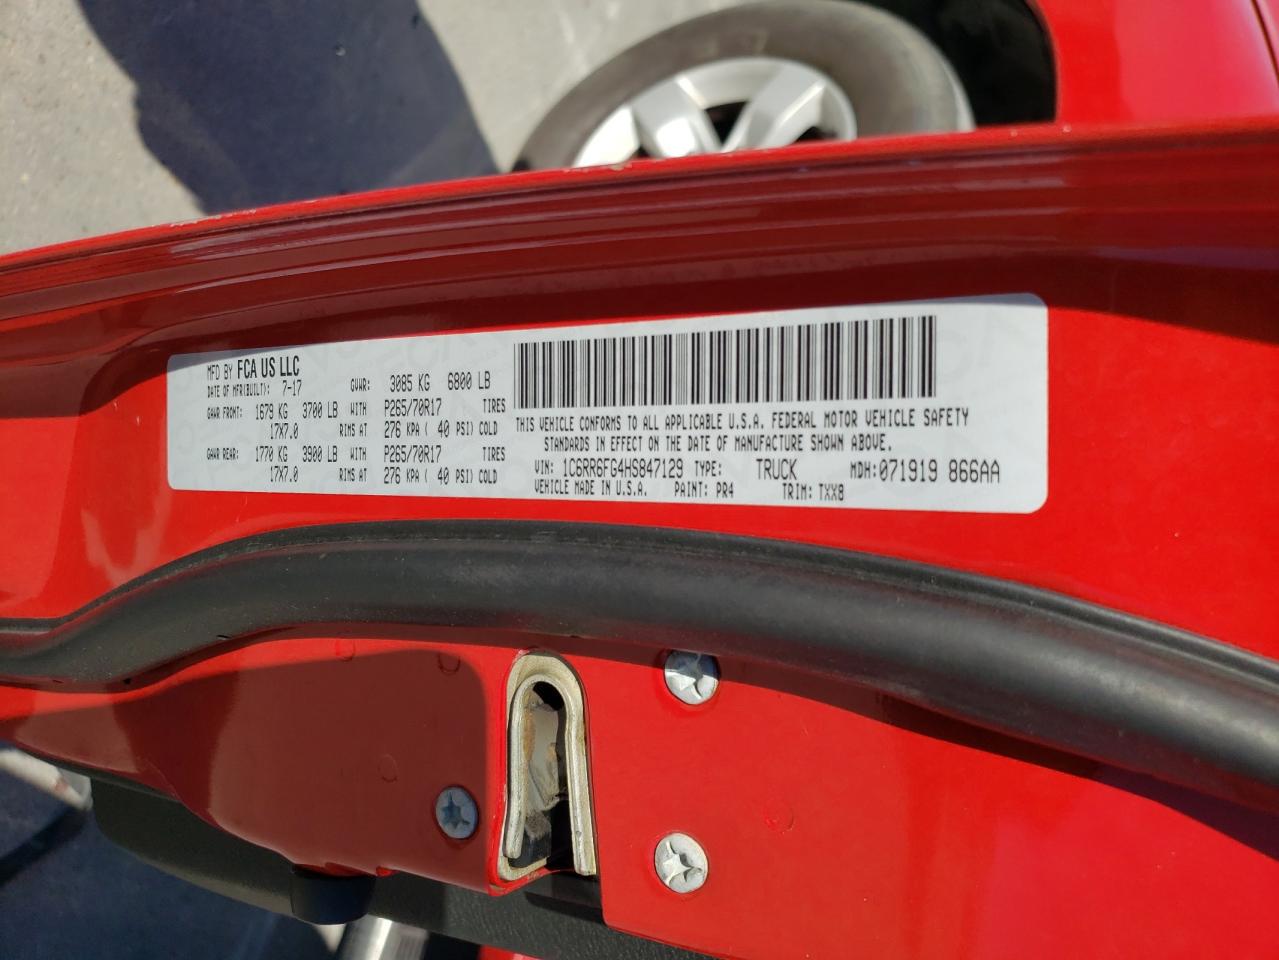 MFD BY FCA US LLC
DATE OF MFR(BUILT): 7-17 GVWR: 3085 KG 6800 LB
GAWR FRONT: 1679 KG 3700 LB WITH P265/70R17 TIRES
17X7.0 RIMS AT 276 KPA ( 40 PSI) COLD
GAWR REAR: 1770 KG 3900 LB WITH P265/70R17 TIRES
17X7.0 RIMS AT 276 KPA ( 40 PSI) COLD
THIS VEHICLE CONFORMS TO ALL APPLICABLE U.S.A. FEDERAL MOTOR VEHICLE SAFETY
STANDARDS IN EFFECT ON THE DATE OF MANUFACTURE SHOWN ABOVE.
VIN: 1C6RR6FG4HS847129 TYPE: TRUCK MDH: 071919 866AA
VEHICLE MADE IN U.S.A. PAINT: PR4 TRIM: TXX8